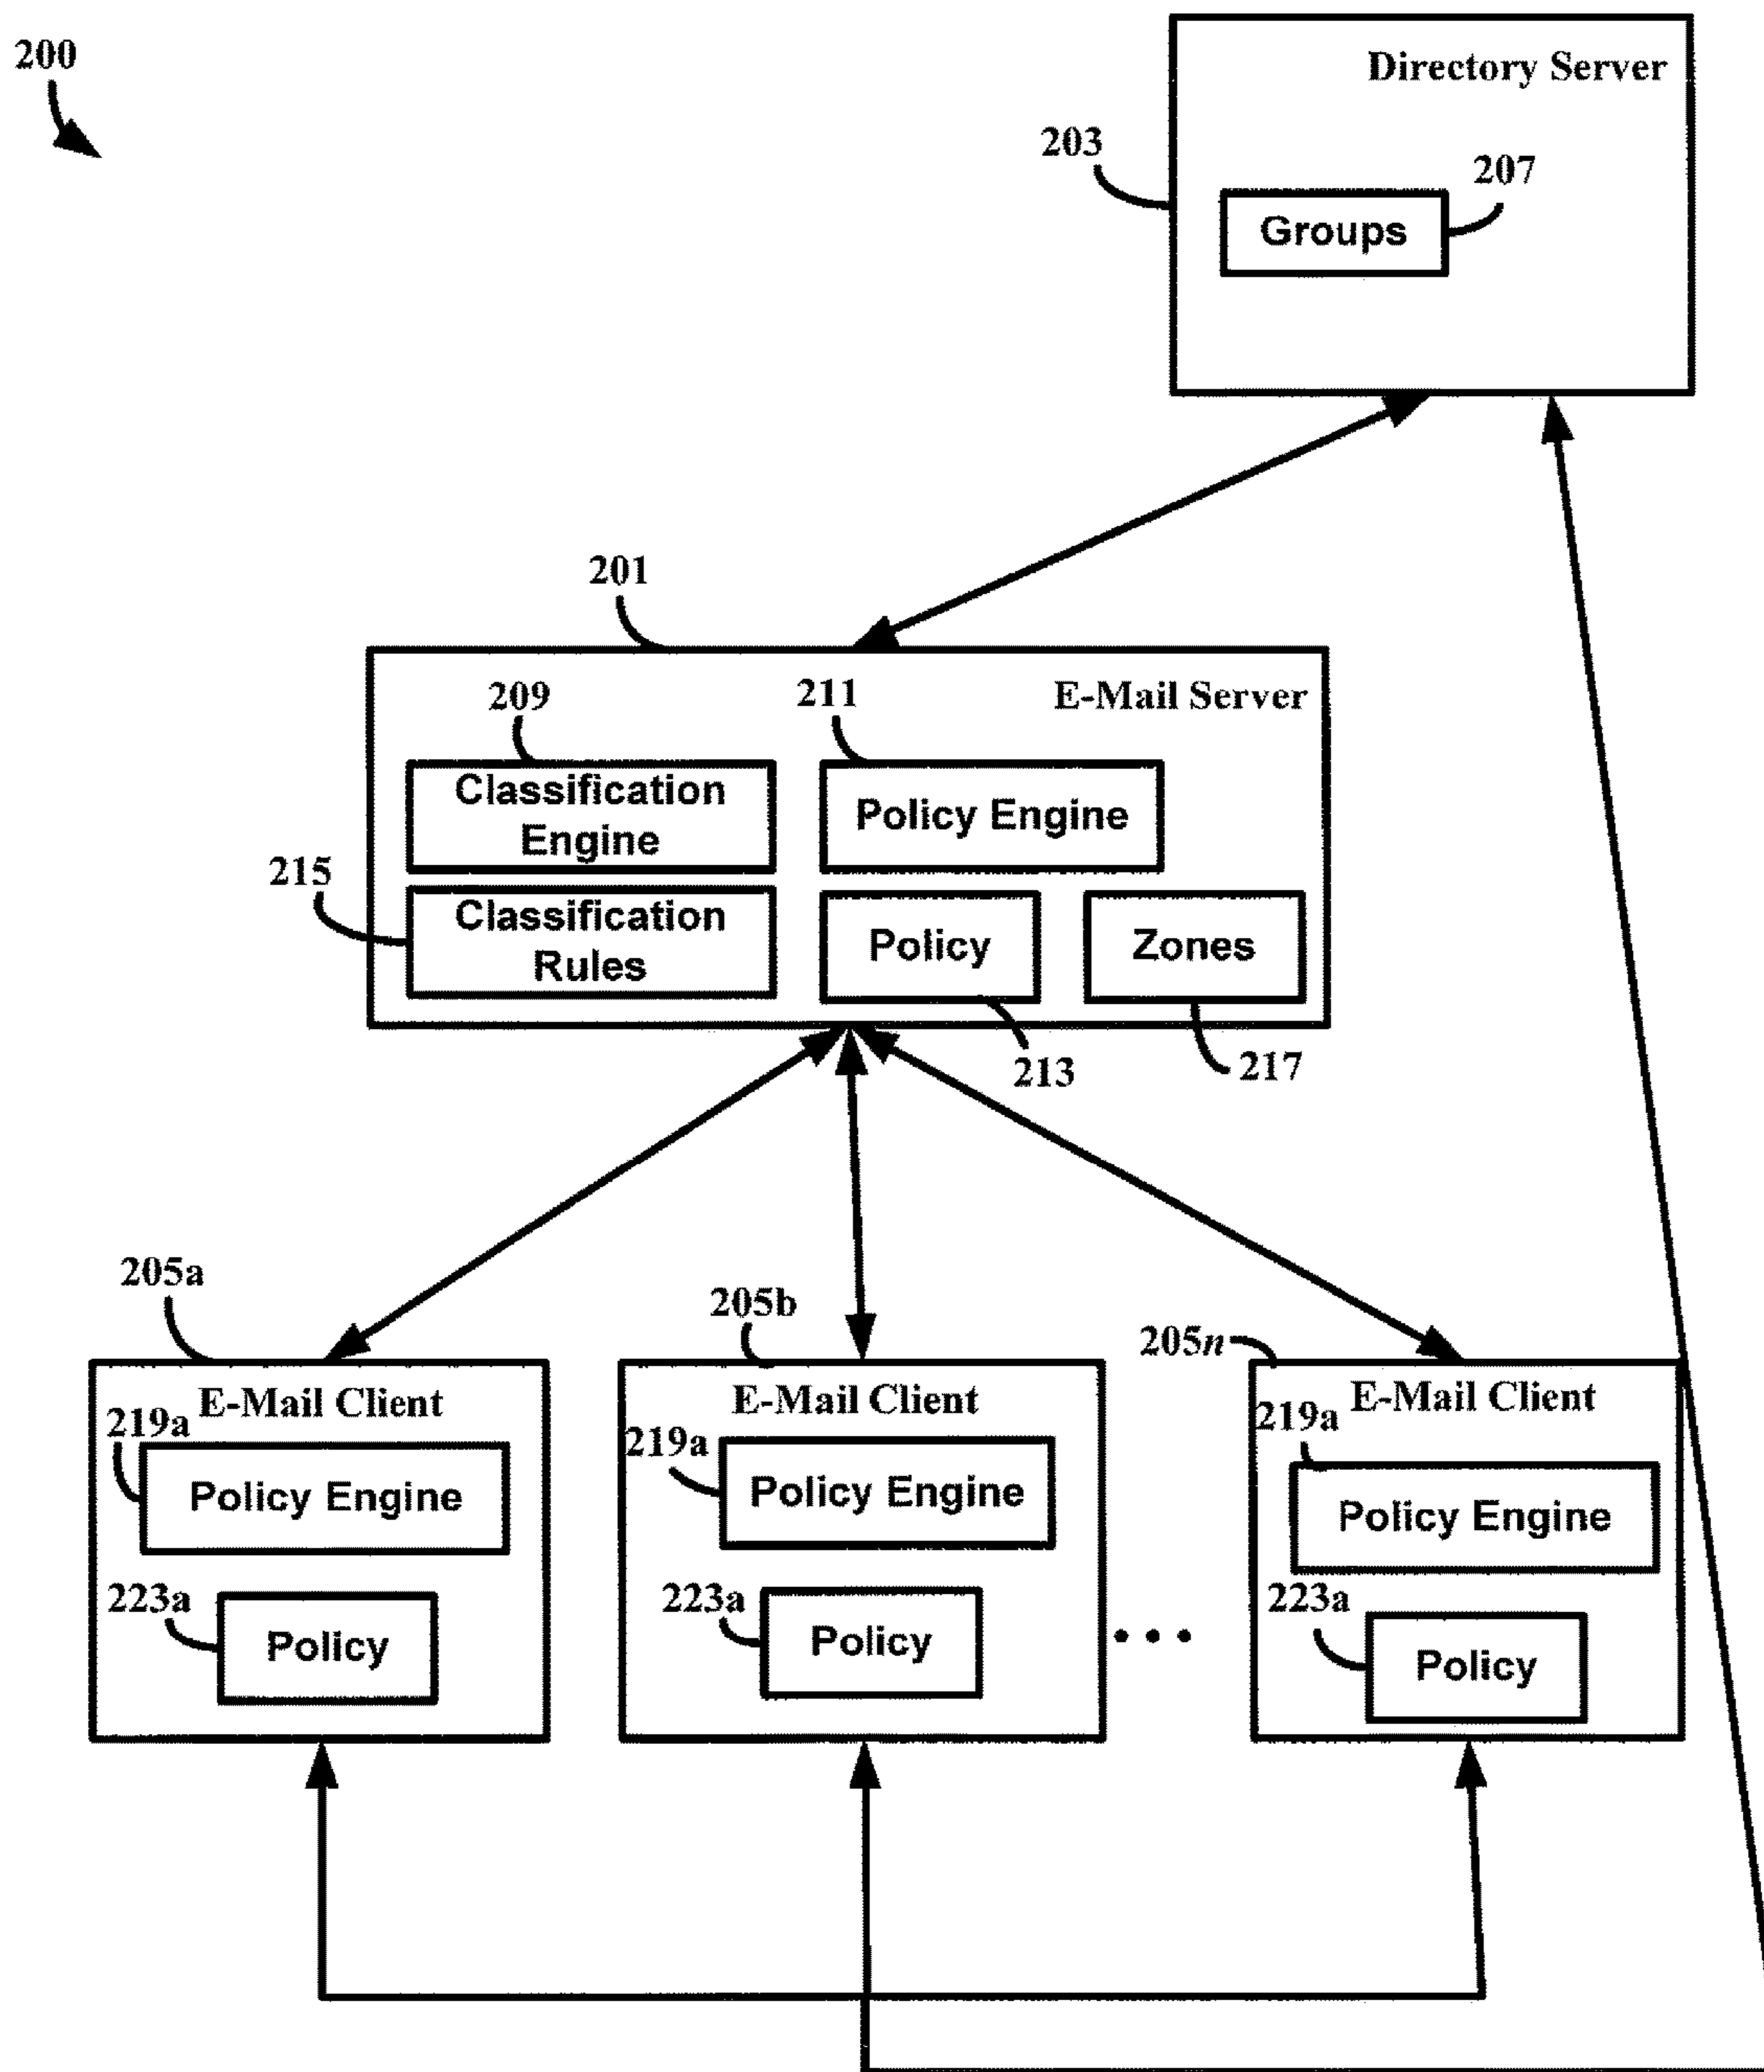 200
Directory Server
203
207
Groups
201
209
211
E-Mail Server
Classification
Engine
Policy Engine
215
Classification
Rules
Policy
Zones
213
217
205a
205b
205n
E-Mail Client
E-Mail Client
E-Mail Client
219a
219a
219a
Policy Engine
Policy Engine
Policy Engine
223a
223a
223a
Policy
Policy
Policy